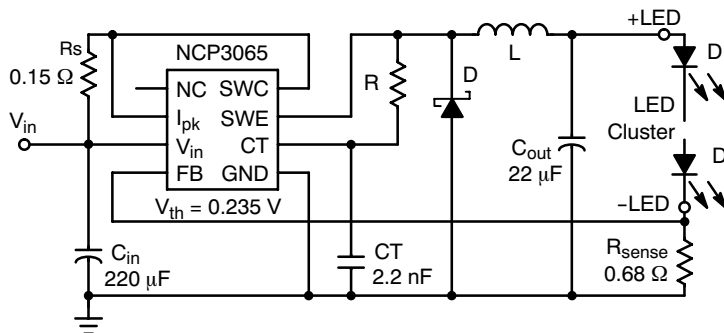 Rs
0.15 Ω
NCP3065
NC SWC
Ipk SWE
Vin CT
FB GND
Vth = 0.235 V
Vin
Cin
220 μF
CT
2.2 nF
R
D
L
Cout
22 μF
+LED
D
LED
Cluster
D
−LED
Rsense
0.68 Ω